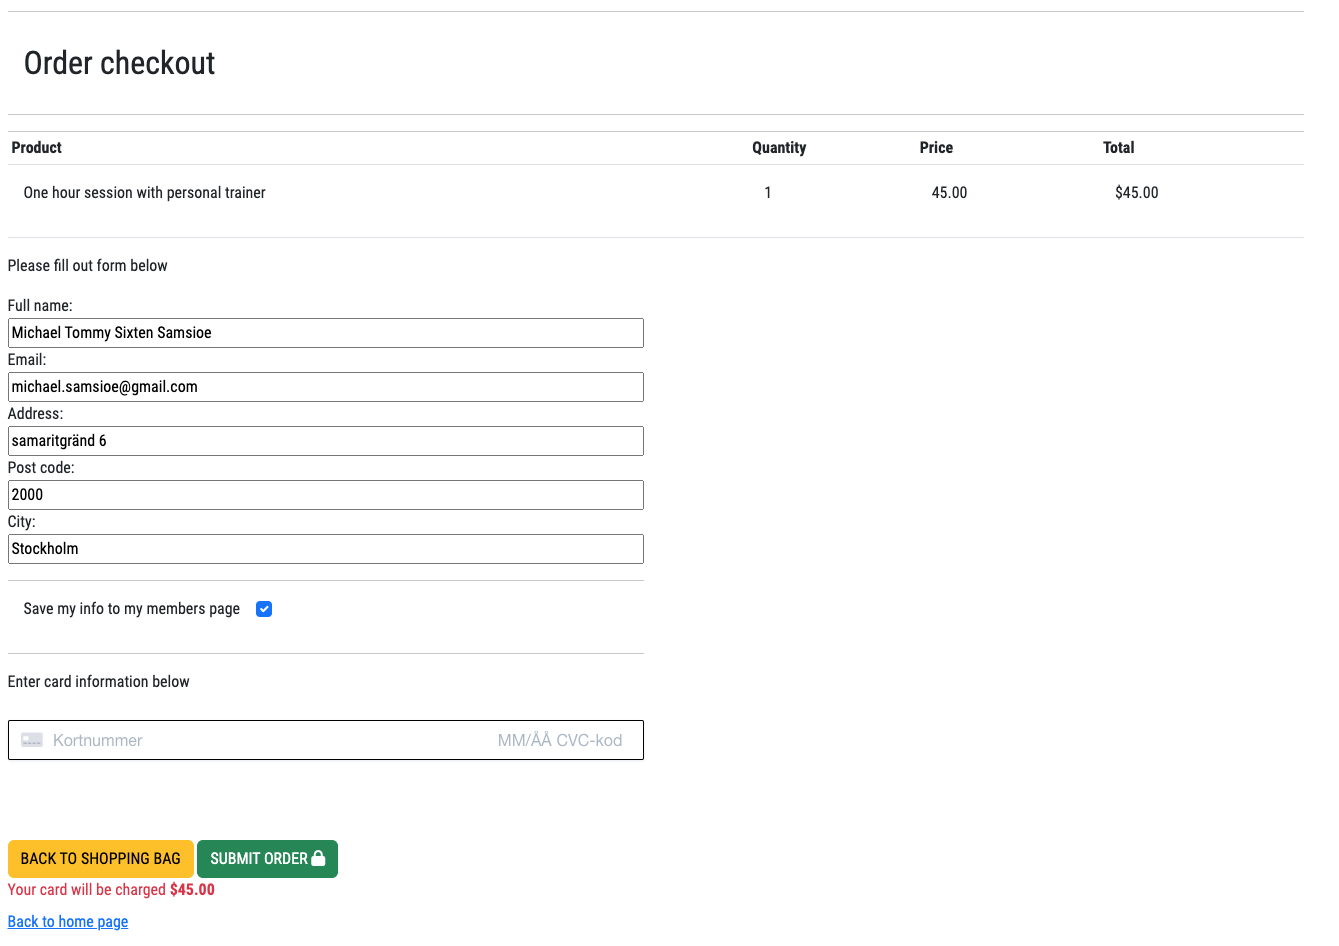 Order checkout
Product Quantity Price Total
One hour session with personal trainer 1 45.00 $45.00
Please fill out form below
Full name:
Michael Tommy Sixten Samsioe
Email:
michael.samsioe@gmail.com
Address:
samaritgränd 6
Post code:
2000
City:
Stockholm
Save my info to my members page
Enter card information below
Kortnummer MM/ÅÅ CVC-kod
BACK TO SHOPPING BAG SUBMIT ORDER
Your card will be charged $45.00
Back to home page